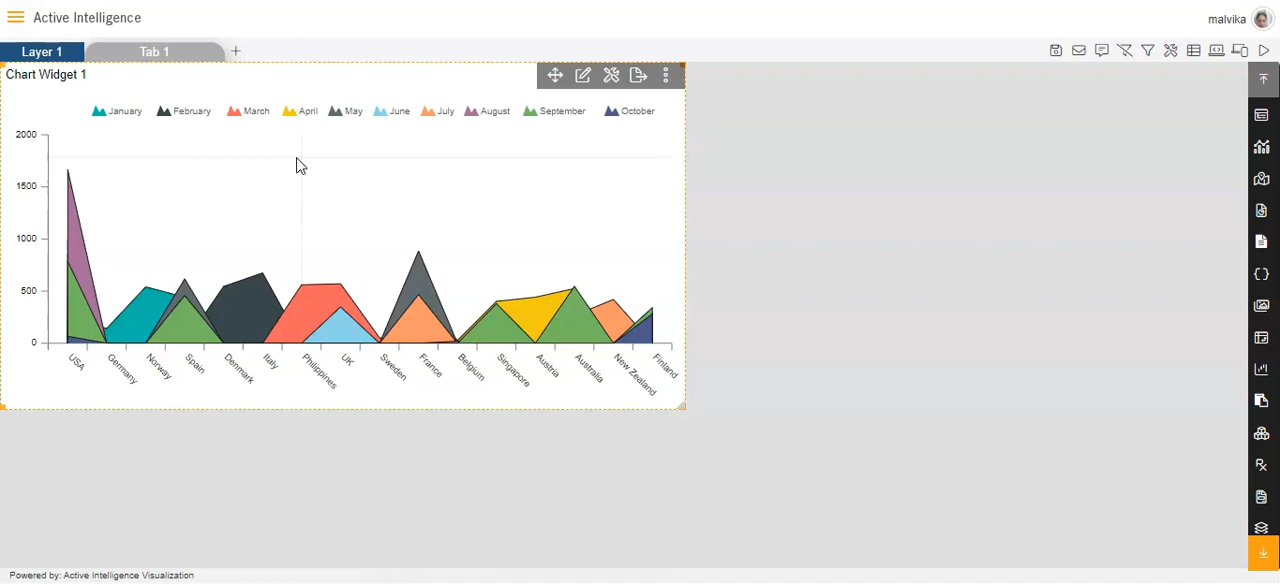 Active Intelligence
malvika
Layer 1
Tab 1
+
Chart Widget 1
January February March April May June July August September October
2000
1500
1000
500
0
USA Germany Norway Spain Denmark Italy Philippines UK Sweden France Belgium Singapore Austria Australia New Zealand Finland
Powered by: Active Intelligence Visualization